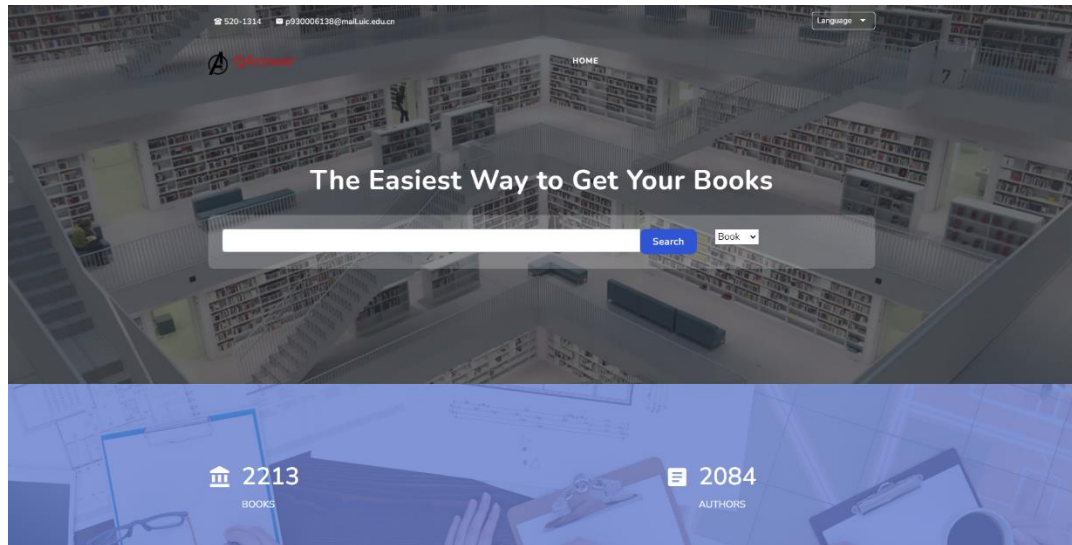 520-1314 p930006138@mail.uic.edu.cn Language
HOME
The Easiest Way to Get Your Books
Search Book
2213 2084
BOOKS AUTHORS